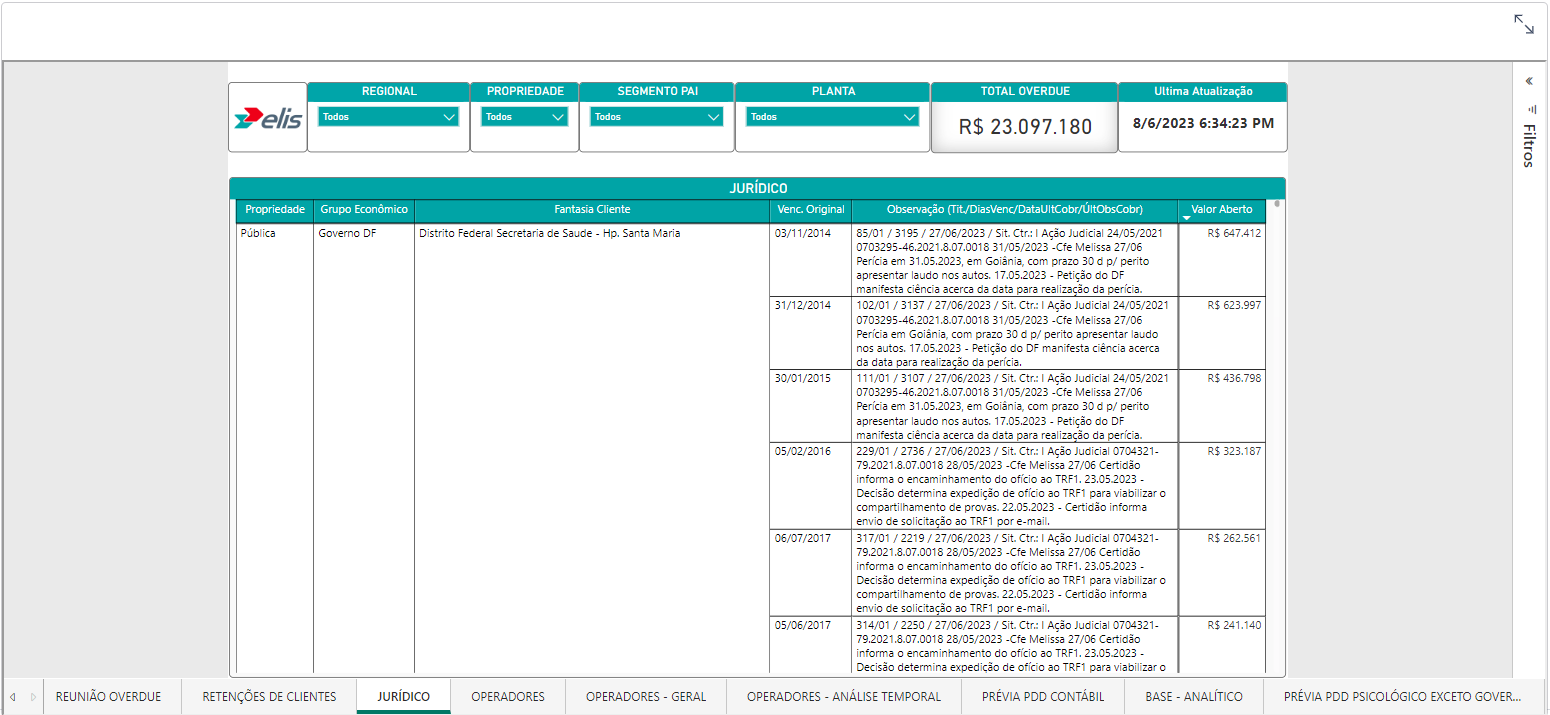 REGIONAL
PROPRIEDADE
SEGMENTO PAI
PLANTA
TOTAL OVERDUE
Ultima Atualização
elis
Todos
Todos
Todos
Todos
R$ 23.097.180
8/6/2023 6:34:23 PM
Filtros
JURÍDICO
Propriedade
Grupo Econômico
Fantasia Cliente
Venc. Original
Observação (Tit./DiasVenc/DataUltCobr/ÚltObsCobr)
Valor Aberto
Pública
Governo DF
Distrito Federal Secretaria de Saude - Hp. Santa Maria
03/11/2014
85/01 / 3195 / 27/06/2023 / Sit. Ctr.: I Ação Judicial 24/05/2021
0703295-46.2021.8.07.0018 31/05/2023 -Cfe Melissa 27/06
Perícia em 31.05.2023, em Goiânia, com prazo 30 d p/ perito
apresentar laudo nos autos. 17.05.2023 - Petição do DF
manifesta ciência acerca da data para realização da perícia.
R$ 647.412
31/12/2014
102/01 / 3137 / 27/06/2023 / Sit. Ctr.: I Ação Judicial 24/05/2021
0703295-46.2021.8.07.0018 31/05/2023 -Cfe Melissa 27/06
Perícia em Goiânia, com prazo 30 d p/ perito apresentar laudo
nos autos. 17.05.2023 - Petição do DF manifesta ciência acerca
da data para realização da perícia.
R$ 623.997
30/01/2015
111/01 / 3107 / 27/06/2023 / Sit. Ctr.: I Ação Judicial 24/05/2021
0703295-46.2021.8.07.0018 31/05/2023 -Cfe Melissa 27/06
Perícia em 31.05.2023, em Goiânia, com prazo 30 d p/ perito
apresentar laudo nos autos. 17.05.2023 - Petição do DF
manifesta ciência acerca da data para realização da perícia.
R$ 436.798
05/02/2016
229/01 / 2736 / 27/06/2023 / Sit. Ctr.: I Ação Judicial 0704321-
79.2021.8.07.0018 28/05/2023 -Cfe Melissa 27/06 Certidão
informa o encaminhamento do ofício ao TRF1. 23.05.2023 -
Decisão determina expedição de ofício ao TRF1 para viabilizar o
compartilhamento de provas. 22.05.2023 - Certidão informa
envio de solicitação ao TRF1 por e-mail.
R$ 323.187
06/07/2017
317/01 / 2219 / 27/06/2023 / Sit. Ctr.: I Ação Judicial 0704321-
79.2021.8.07.0018 28/05/2023 -Cfe Melissa 27/06 Certidão
informa o encaminhamento do ofício ao TRF1. 23.05.2023 -
Decisão determina expedição de ofício ao TRF1 para viabilizar o
compartilhamento de provas. 22.05.2023 - Certidão informa
envio de solicitação ao TRF1 por e-mail.
R$ 262.561
05/06/2017
314/01 / 2250 / 27/06/2023 / Sit. Ctr.: I Ação Judicial 0704321-
79.2021.8.07.0018 28/05/2023 -Cfe Melissa 27/06 Certidão
informa o encaminhamento do ofício ao TRF1. 23.05.2023 -
Decisão determina expedição de ofício ao TRF1 para viabilizar o
R$ 241.140
REUNIÃO OVERDUE
RETENÇÕES DE CLIENTES
JURÍDICO
OPERADORES
OPERADORES - GERAL
OPERADORES - ANÁLISE TEMPORAL
PRÉVIA PDD CONTÁBIL
BASE - ANALÍTICO
PRÉVIA PDD PSICOLÓGICO EXCETO GOVER...